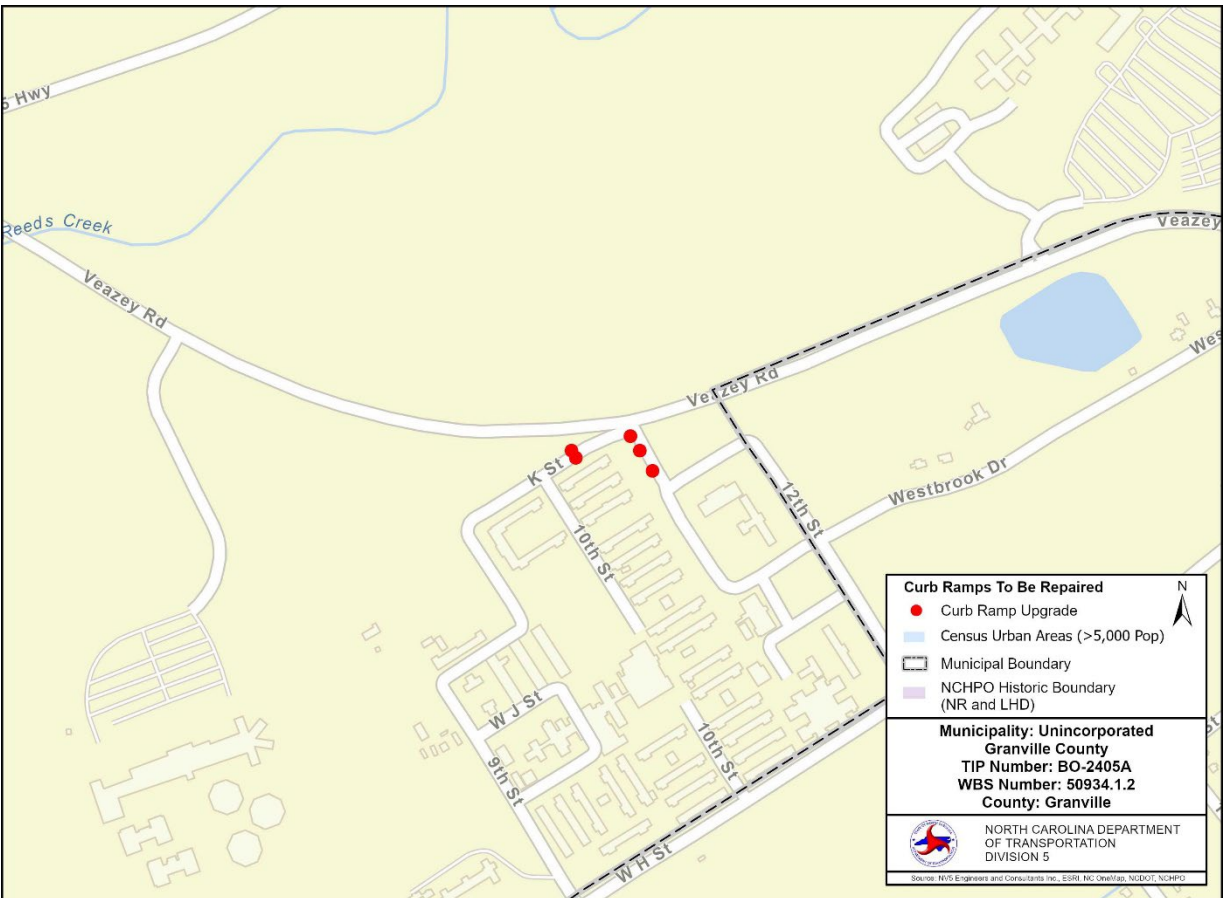 5 Hwy
Reeds Creek
Veazey Rd
Veazey
Veazey Rd
Wes
K St
10th St
12th St
Westbrook Dr
W J St
9th St
10th St
W H St
St
Curb Ramps To Be Repaired
N
Curb Ramp Upgrade
Census Urban Areas (>5,000 Pop)
Municipal Boundary
NCHPO Historic Boundary
(NR and LHD)
Municipality: Unincorporated
Granville County
TIP Number: BO-2405A
WBS Number: 50934.1.2
County: Granville
NORTH CAROLINA DEPARTMENT
OF TRANSPORTATION
DIVISION 5
Source: NV5 Engineers and Consultants Inc., ESRI, NC OneMap, NCDOT, NCHPO